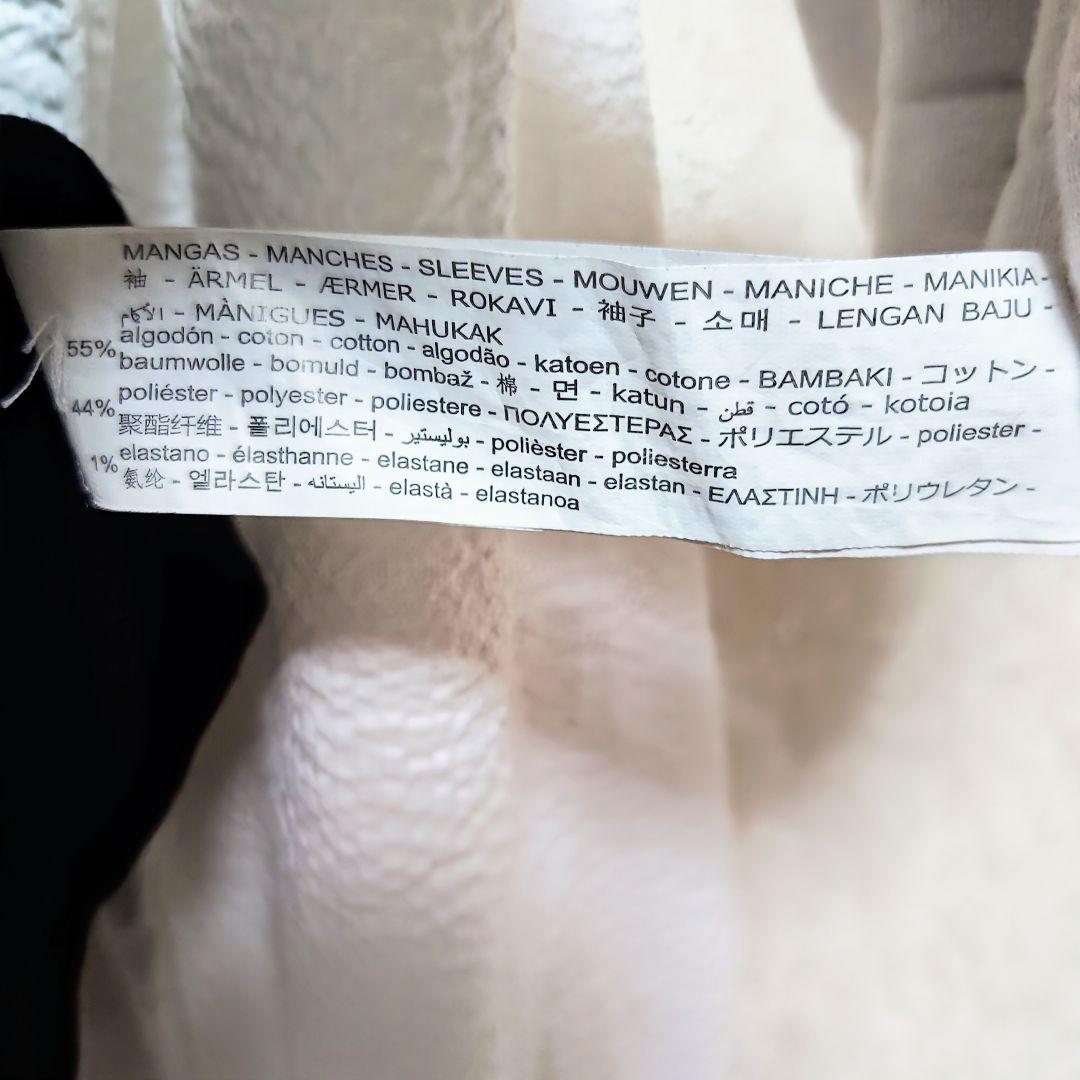 MANGAS - MANCHES - SLEEVES - MOUWEN - MANICHE - MANIKIA-
袖 - ÄRMEL - ÆRMER - ROKAVI - 袖子 - 소매 - LENGAN BAJU -
الأكمام - MÀNIGUES - MAHUKAK
55% algodón - coton - cotton - algodão - katoen - cotone - BAMBAKI - コットン -
baumwolle - bomuld - bombaž - 棉 - 면 - katun - قطن - cotó - kotoia
44% poliéster - polyester - poliestere - ΠΟΛΥΕΣΤΕΡΑΣ - ポリエステル - poliester -
聚酯纤维 - 폴리에스터 - بوليستير - polièster - poliesterra
1% elastano - élasthanne - elastane - elastaan - elastan - ΕΛΑΣΤΙΝΗ - ポリウレタン -
氨纶 - 엘라스탄 - اليستانه - elastà - elastanoa